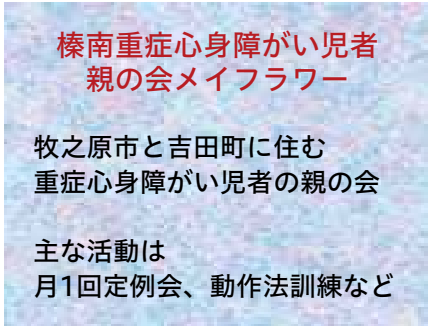 榛南重症心身障がい児者
親の会メイフラワー
牧之原市と吉田町に住む
重症心身障がい児者の親の会
主な活動は
月1回定例会、動作法訓練など